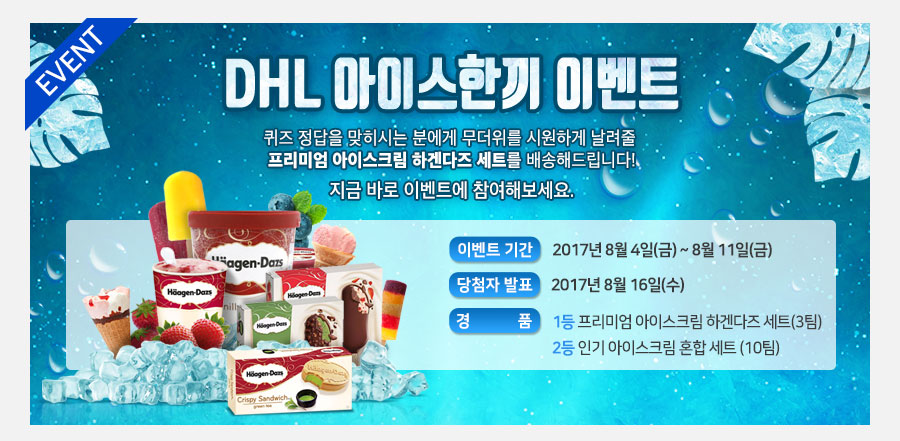 EVENT
DHL 아이스한끼 이벤트
퀴즈 정답을 맞히시는 분에게 무더위를 시원하게 날려줄
프리미엄 아이스크림 하겐다즈 세트를 배송해드립니다!
지금 바로 이벤트에 참여해보세요.
이벤트 기간 2017년 8월 4일(금) ~ 8월 11일(금)
당첨자 발표 2017년 8월 16일(수)
경 품 1등 프리미엄 아이스크림 하겐다즈 세트(3팀)
2등 인기 아이스크림 혼합 세트 (10팀)
Häagen-Dazs
Häagen-Dazs
Häagen-Dazs
Häagen-Dazs
Häagen-Dazs
Crispy Sandwich
green tea